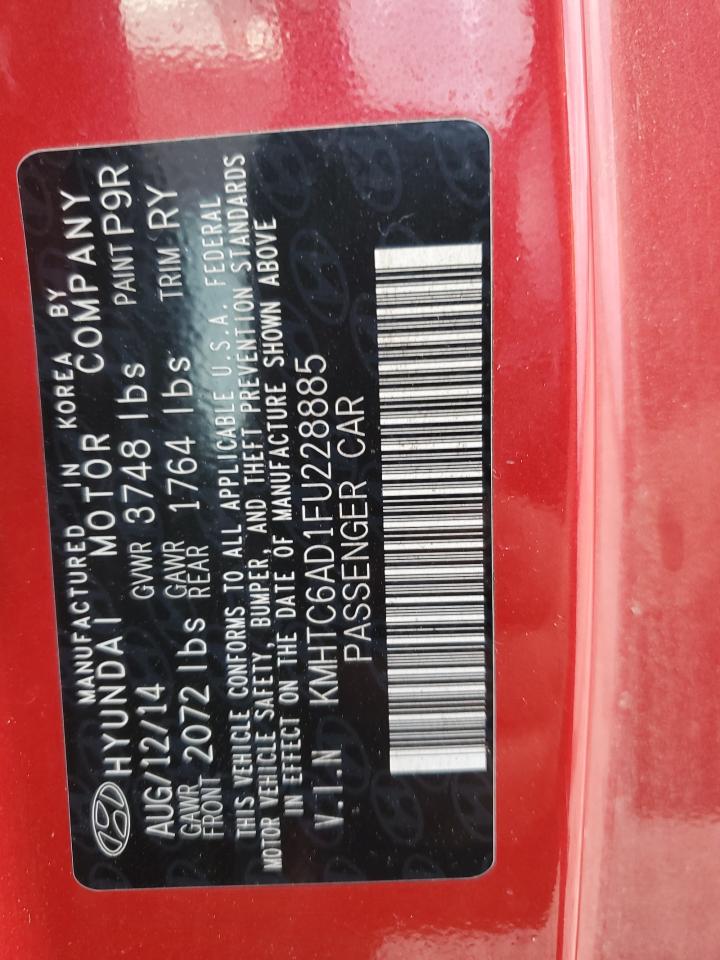 MANUFACTURED IN KOREA BY
HYUNDAI MOTOR COMPANY
AUG/12/14 GVWR 3748 lbs PAINT P9R
GAWR FRONT 2072 lbs GAWR REAR 1764 lbs TRIM RY
THIS VEHICLE CONFORMS TO ALL APPLICABLE U.S.A FEDERAL
MOTOR VEHICLE SAFETY, BUMPER, AND THEFT PREVENTION STANDARDS
IN EFFECT ON THE DATE OF MANUFACTURE SHOWN ABOVE
V.I.N KMHTC6AD1FU228885
PASSENGER CAR